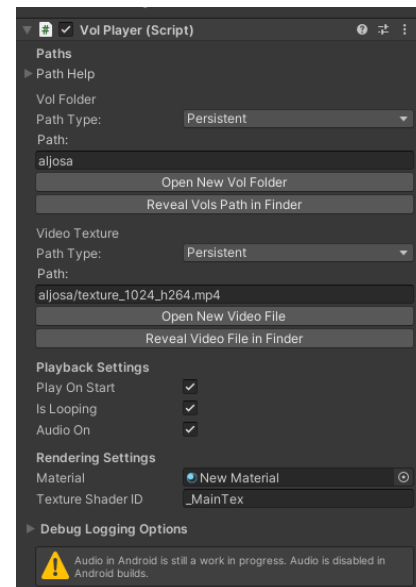 Vol Player (Script)
Paths
Path Help
Vol Folder
Path Type: Persistent
Path:
aljosa
Open New Vol Folder
Reveal Vols Path in Finder
Video Texture
Path Type: Persistent
Path:
aljosa/texture_1024_h264.mp4
Open New Video File
Reveal Video File in Finder
Playback Settings
Play On Start
Is Looping
Audio On
Rendering Settings
Material New Material
Texture Shader ID _MainTex
Debug Logging Options
Audio in Android is still a work in progress. Audio is disabled in
Android builds.